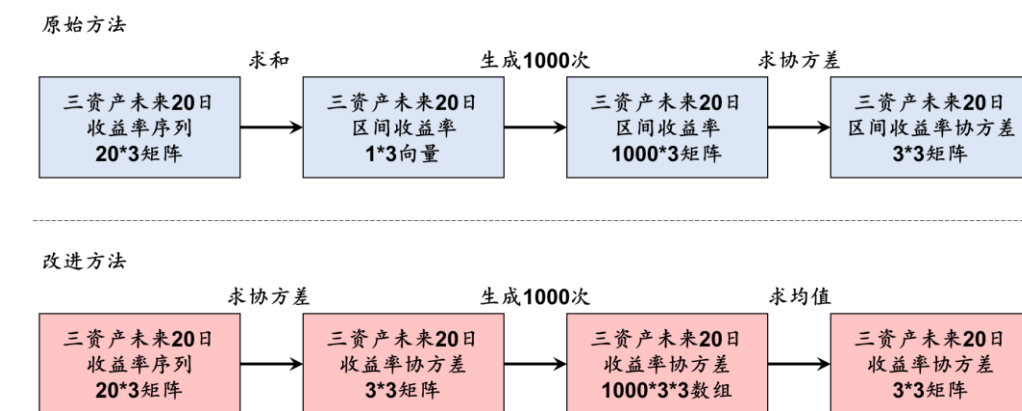 原始方法
求和
生成1000次
求协方差
三资产未来20日
收益率序列
20*3矩阵
三资产未来20日
区间收益率
1*3向量
三资产未来20日
区间收益率
1000*3矩阵
三资产未来20日
区间收益率协方差
3*3矩阵
改进方法
求协方差
生成1000次
求均值
三资产未来20日
收益率序列
20*3矩阵
三资产未来20日
收益率协方差
3*3矩阵
三资产未来20日
收益率协方差
1000*3*3数组
三资产未来20日
收益率协方差
3*3矩阵